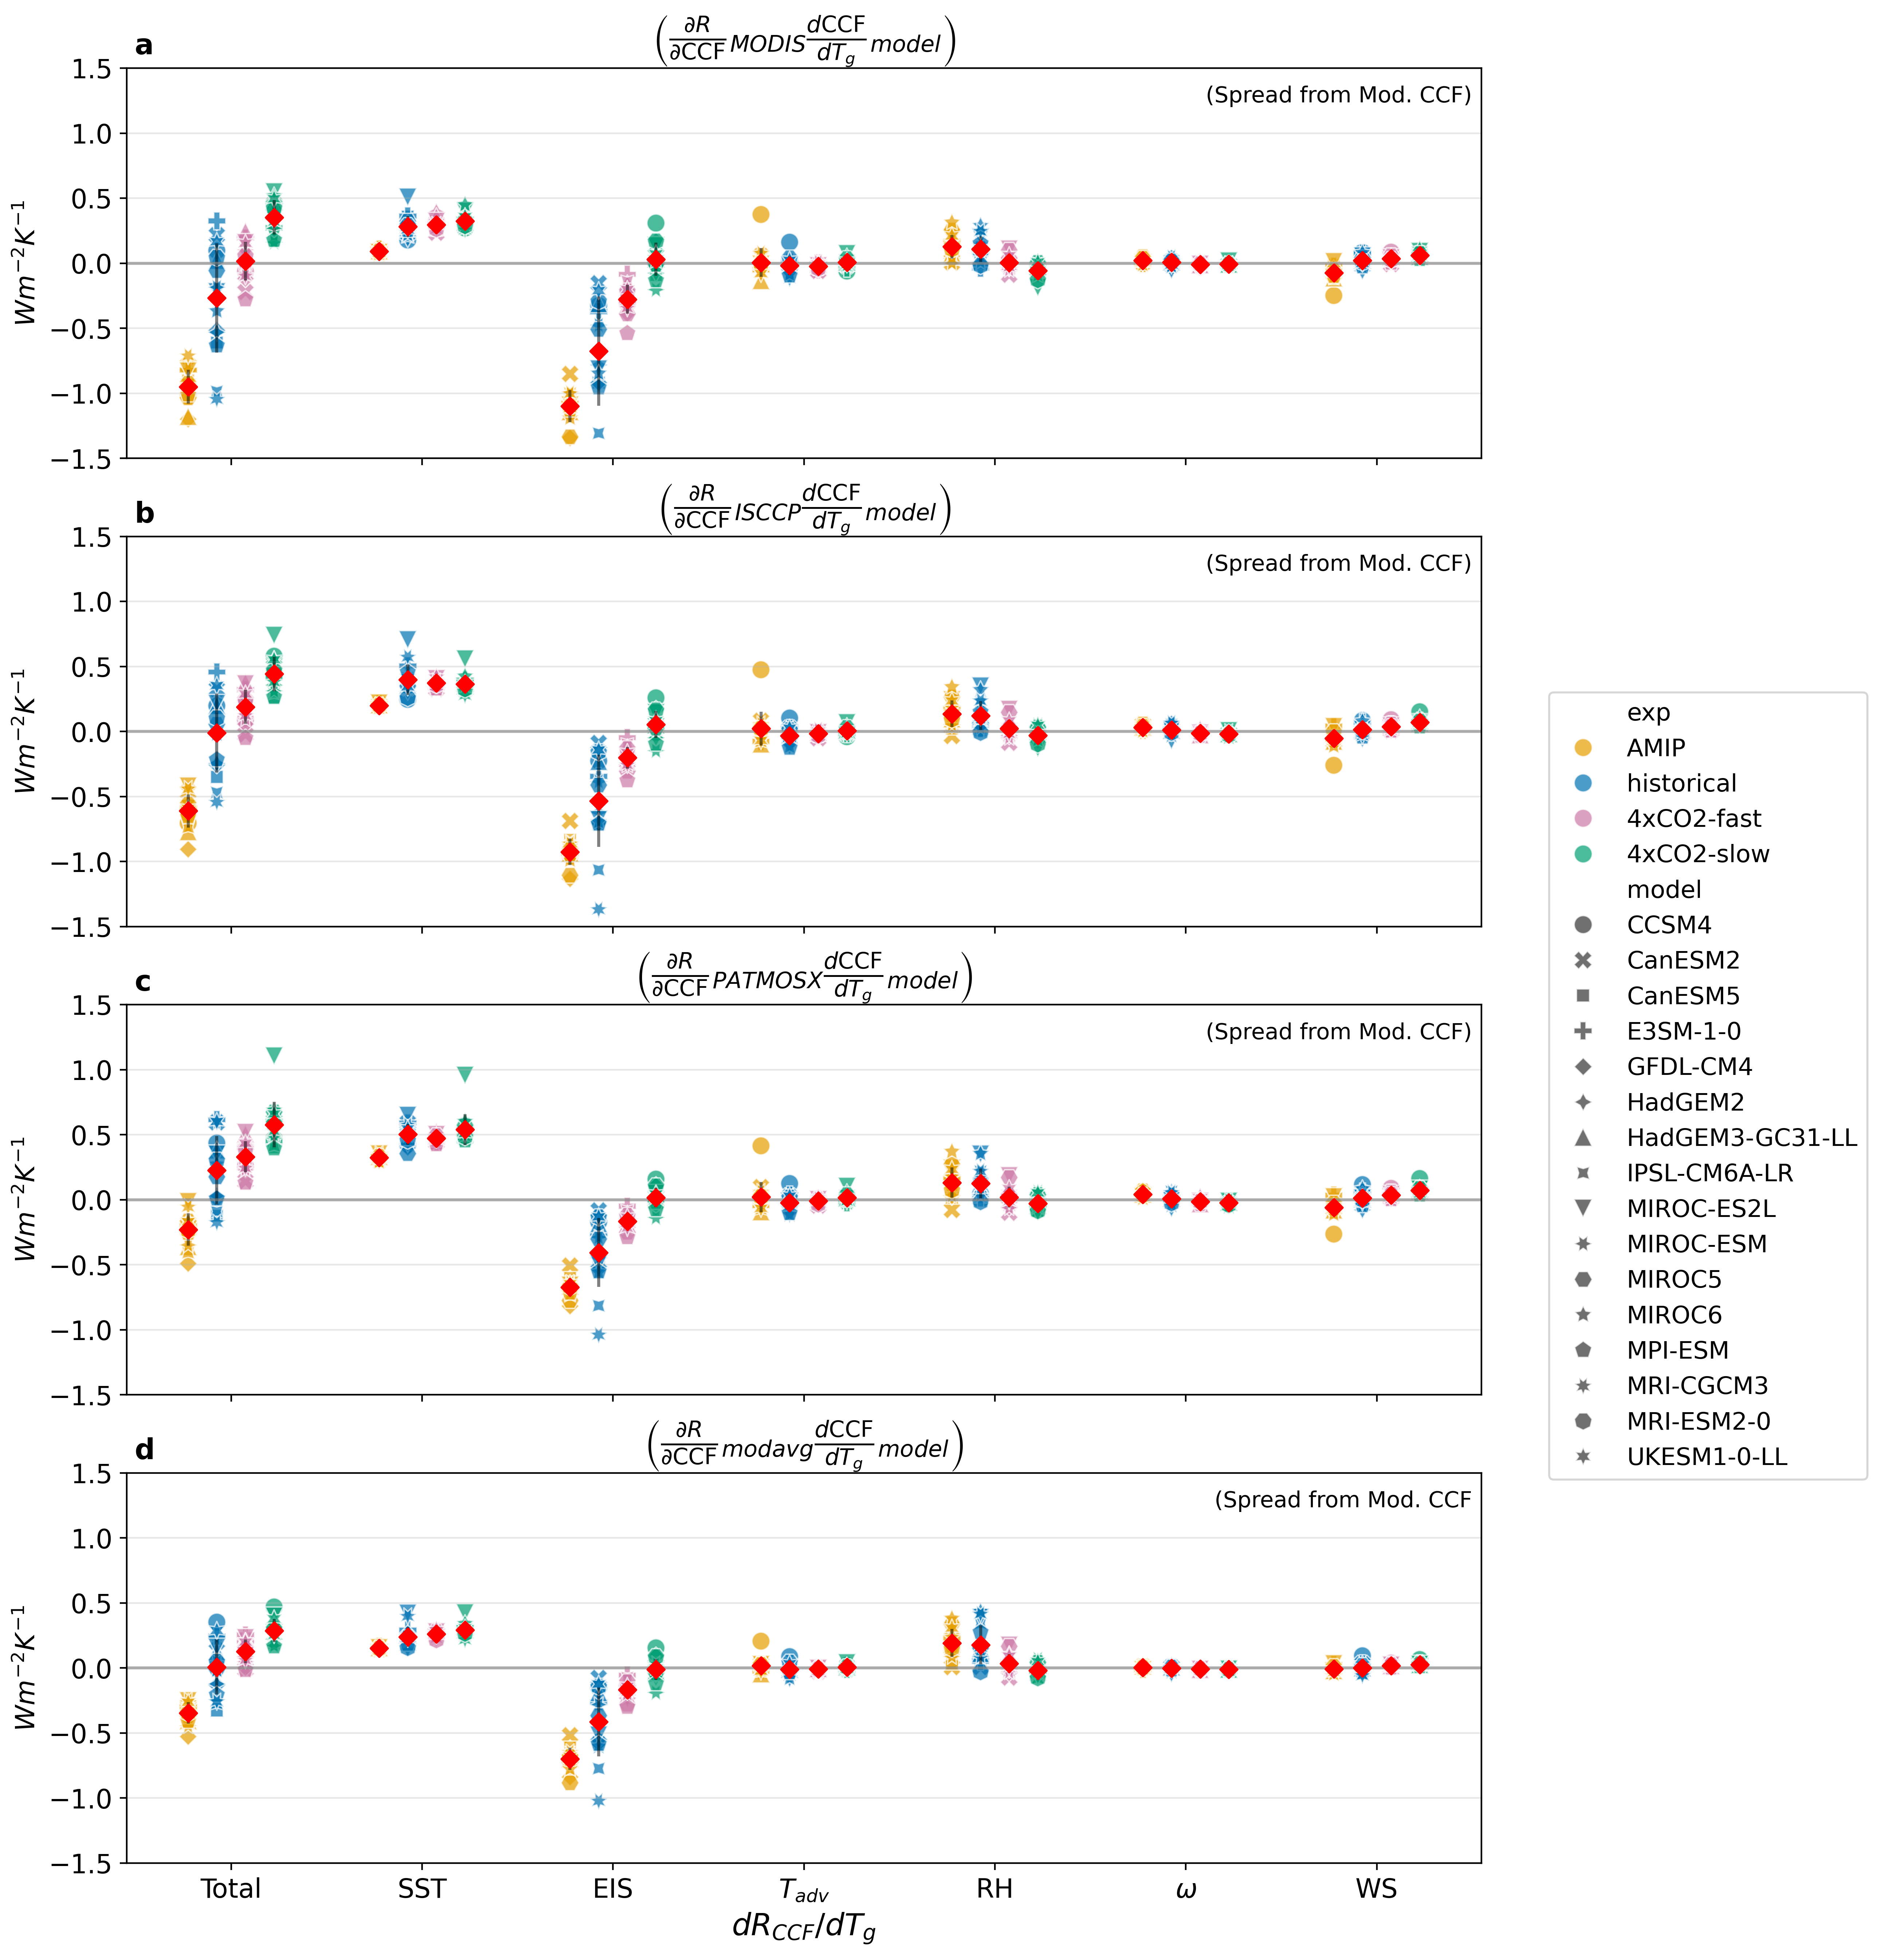 a
(∂R/∂CCF MODIS dCCF/dT_g model)
(Spread from Mod. CCF)
1.5
1.0
0.5
0.0
−0.5
−1.0
−1.5
Wm⁻²K⁻¹
b
(∂R/∂CCF ISCCP dCCF/dT_g model)
(Spread from Mod. CCF)
1.5
1.0
0.5
0.0
−0.5
−1.0
−1.5
Wm⁻²K⁻¹
c
(∂R/∂CCF PATMOSX dCCF/dT_g model)
(Spread from Mod. CCF)
1.5
1.0
0.5
0.0
−0.5
−1.0
−1.5
Wm⁻²K⁻¹
d
(∂R/∂CCF modavg dCCF/dT_g model)
(Spread from Mod. CCF
1.5
1.0
0.5
0.0
−0.5
−1.0
−1.5
Wm⁻²K⁻¹
Total SST EIS T_adv RH ω WS
dR_CCF/dT_g
exp
AMIP
historical
4xCO2-fast
4xCO2-slow
model
CCSM4
CanESM2
CanESM5
E3SM-1-0
GFDL-CM4
HadGEM2
HadGEM3-GC31-LL
IPSL-CM6A-LR
MIROC-ES2L
MIROC-ESM
MIROC5
MIROC6
MPI-ESM
MRI-CGCM3
MRI-ESM2-0
UKESM1-0-LL